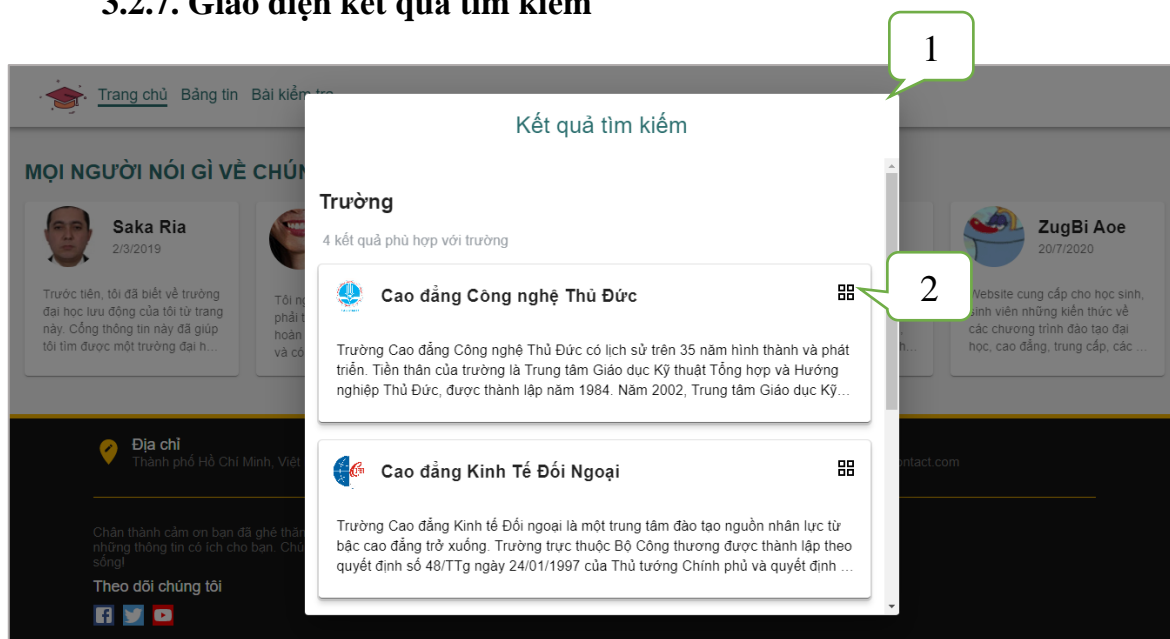 3.2.7. Giao diện kết quả tìm kiếm
1
Trang chủ Bảng tin Bài kiểm tra
Kết quả tìm kiếm
MỌI NGƯỜI NÓI GÌ VỀ
Trường
4 kết quả phù hợp với trường
Saka Ria
2/3/2019
Trước tiên, tôi đã biết về trường
đại học lưu động của tôi từ trang
này. Cổng thông tin này đã giúp
tôi tìm được một trường đại h...
Tôi
phải
hoàn
và có
Cao đẳng Công nghệ Thủ Đức
2
Trường Cao đẳng Công nghệ Thủ Đức có lịch sử trên 35 năm hình thành và phát
triển. Tiền thân của trường là Trung tâm Giáo dục Kỹ thuật Tổng hợp và Hướng
nghiệp Thủ Đức, được thành lập năm 1984. Năm 2002, Trung tâm Giáo dục Kỹ...
h...
ZugBi Aoe
20/7/2020
Website cung cấp cho học sinh,
sinh viên những kiến thức về
các chương trình đào tạo đại
học, cao đẳng, trung cấp, các ...
Cao đẳng Kinh Tế Đối Ngoại
Trường Cao đẳng Kinh tế Đối ngoại là một trung tâm đào tạo nguồn nhân lực từ
bậc cao đẳng trở xuống. Trường trực thuộc Bộ Công thương được thành lập theo
quyết định số 48/TTg ngày 24/01/1997 của Thủ tướng Chính phủ và quyết định ...
Địa chỉ
Thành phố Hồ Chí Minh, Việt
ntact.com
Chân thành cảm ơn bạn đã ghé
những thông tin có ích cho bạn.
sống!
Theo dõi chúng tôi